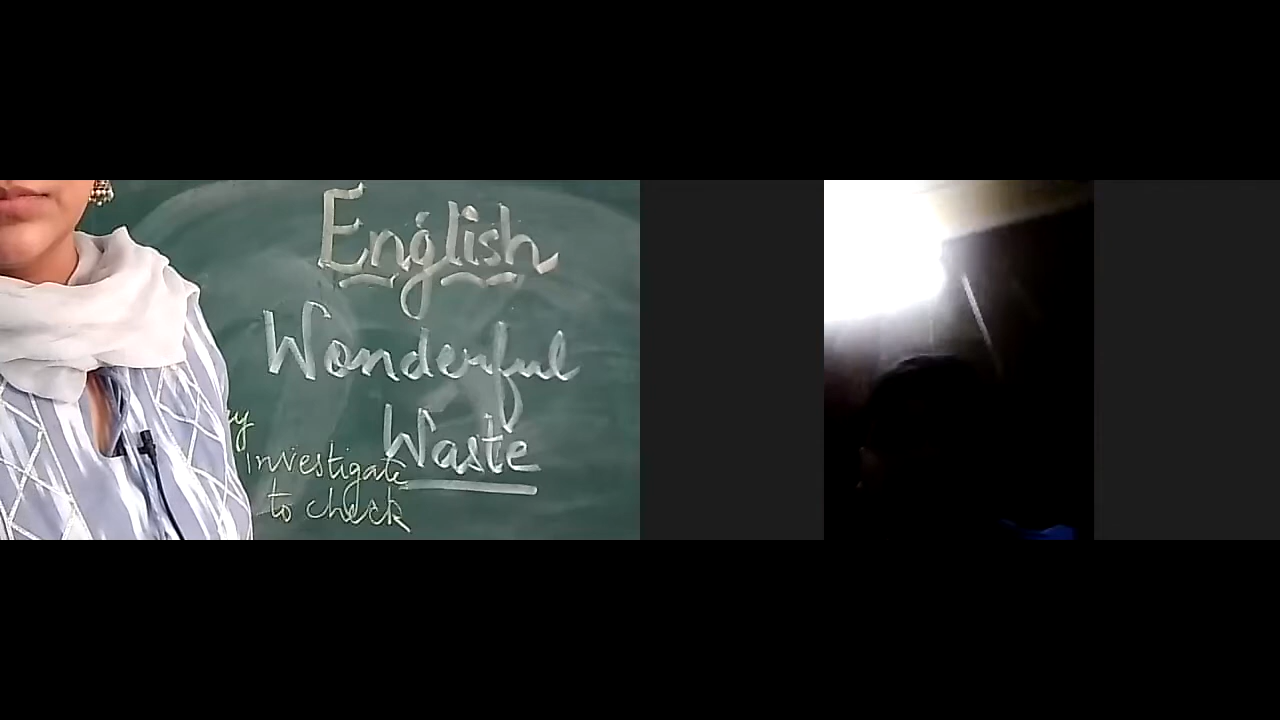 English
Wonderful
Waste
investigate
to check